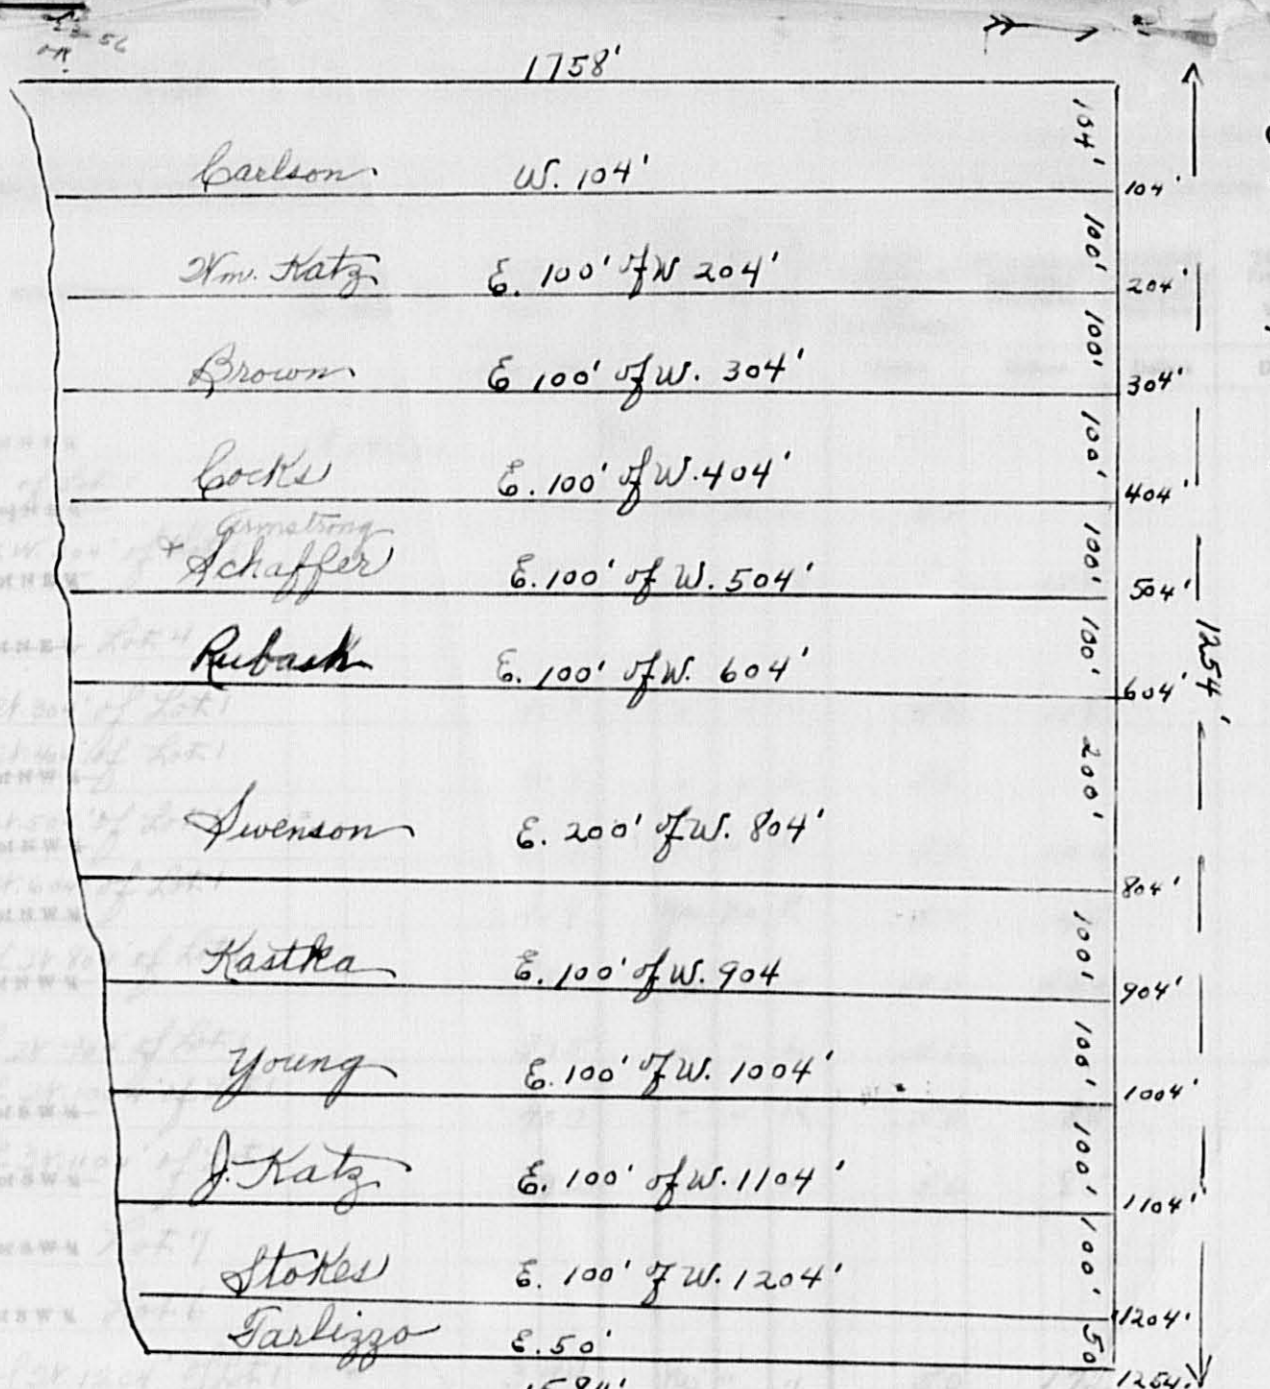 1758'
104'
Carlson W. 104'
104'
100'
Wm. Katz E. 100' of W 204'
204'
100'
Brown E 100' of W. 304'
304'
100'
Cocks E. 100' of W. 404'
404'
Armstrong
100'
+ Schaffer E. 100' of W. 504'
504'
100'
Rubash E. 100' of W. 604'
604'
1254'
200'
Swenson E. 200' of W. 804'
804'
100'
Kastka E. 100' of W. 904
904'
100'
Young E. 100' of W. 1004'
1004'
100'
J. Katz E. 100' of W. 1104'
1104'
100'
Stokes E. 100' of W. 1204'
1204'
Tarlizzo E. 50'
50
1254'